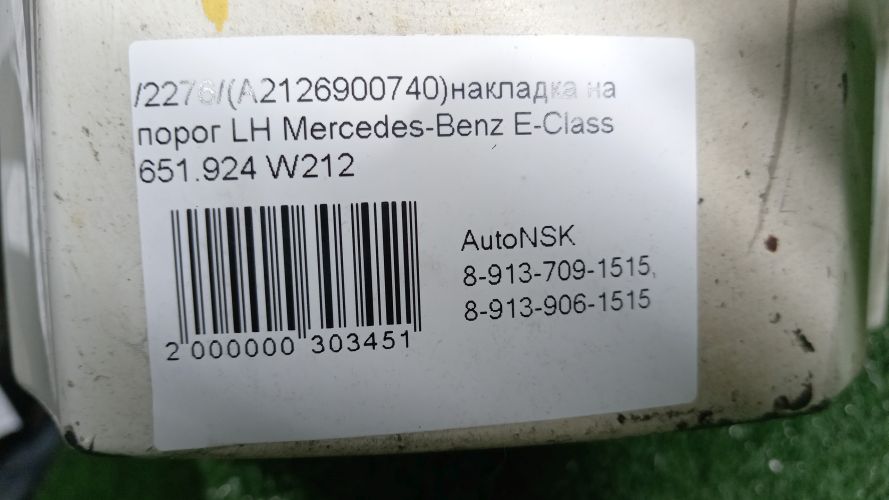 /2276/(A2126900740)накладка на
порог LH Mercedes-Benz E-Class
651.924 W212
AutoNSK
8-913-709-1515,
8-913-906-1515
2 000000 303451